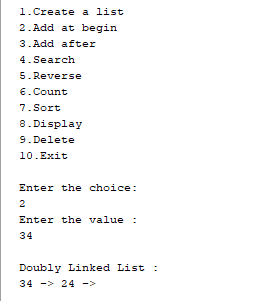 1.Create a list
2.Add at begin
3.Add after
4.Search
5.Reverse
6.Count
7.Sort
8.Display
9.Delete
10.Exit
Enter the choice:
2
Enter the value :
34
Doubly Linked List :
34 -> 24 ->